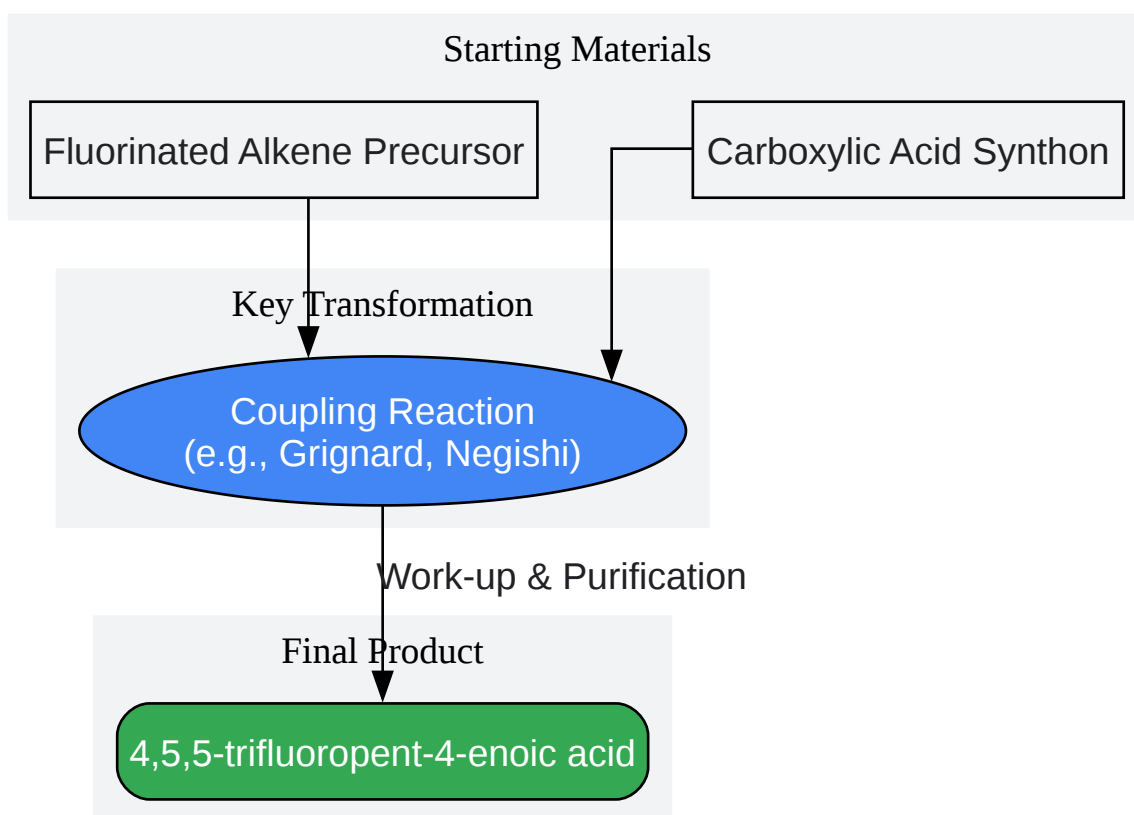 Starting Materials
Fluorinated Alkene Precursor
Carboxylic Acid Synthon
Key Transformation
Coupling Reaction
(e.g., Grignard, Negishi)
Work-up & Purification
Final Product
4,5,5-trifluoropent-4-enoic acid